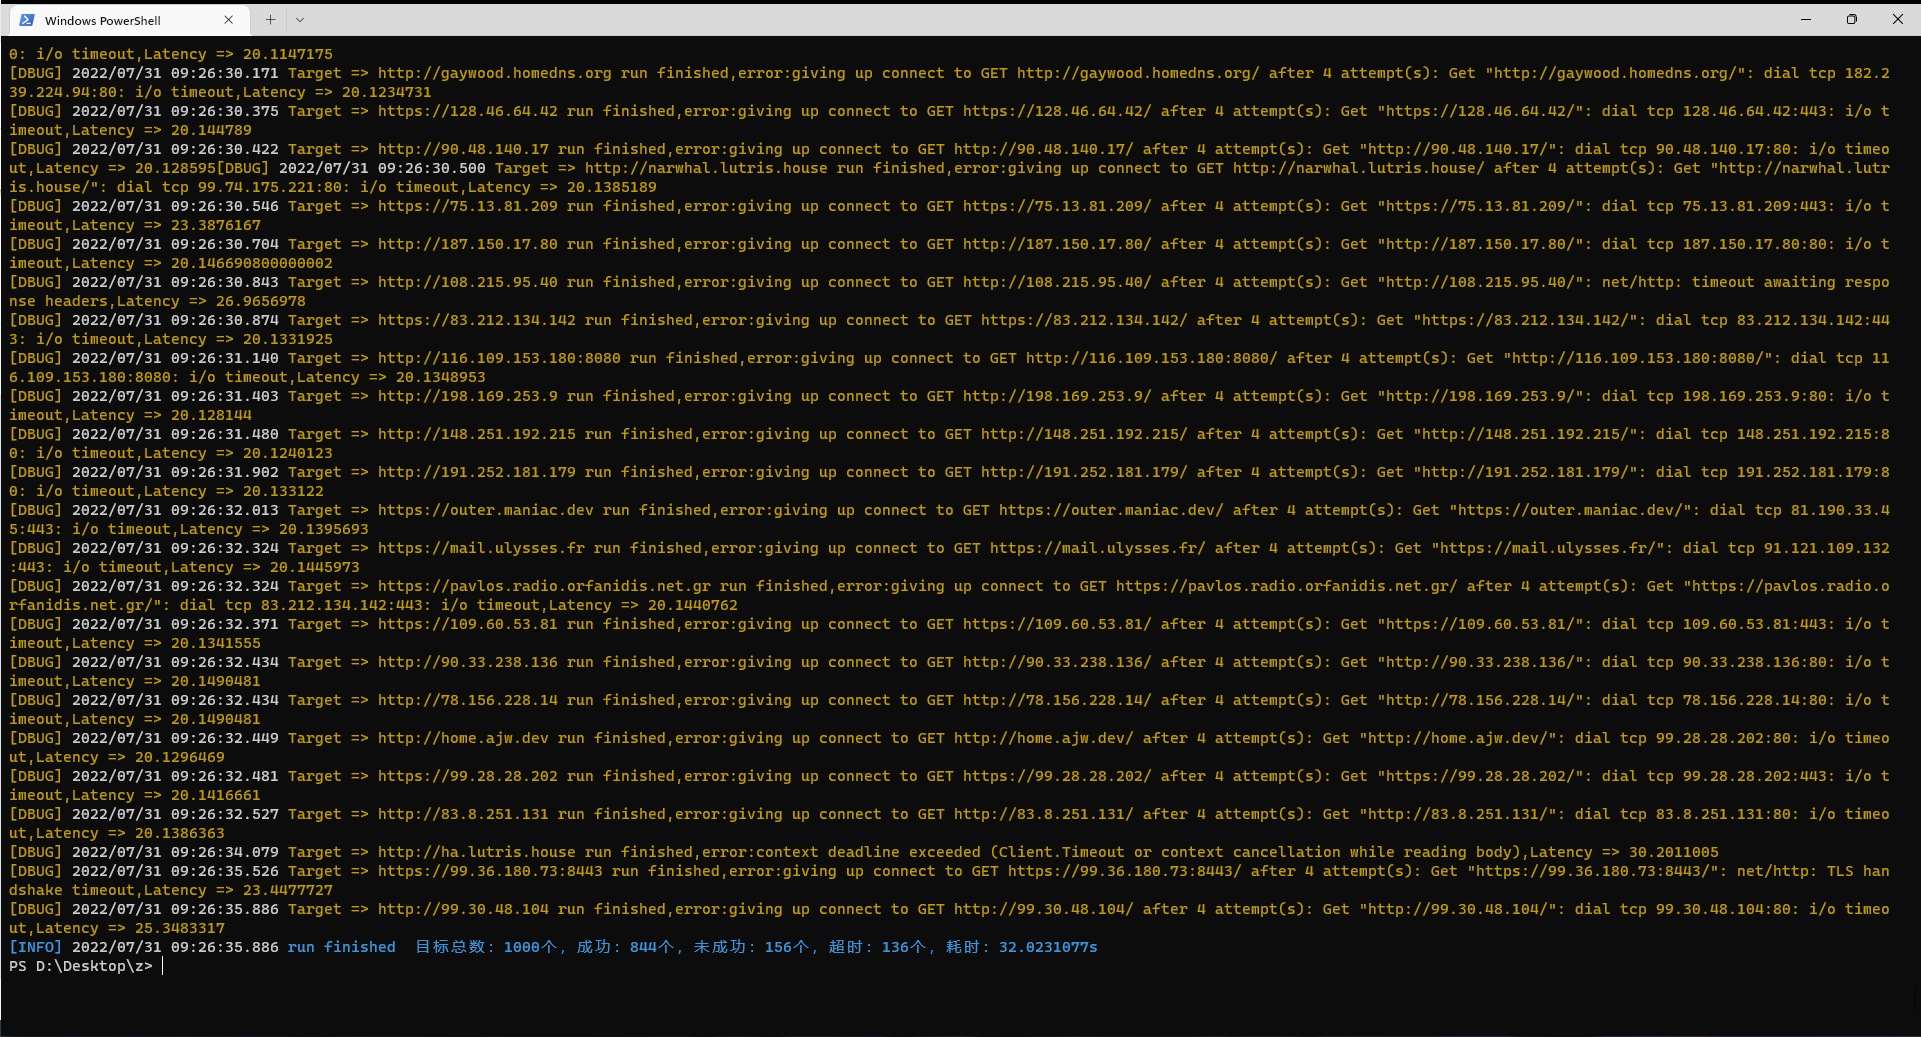 Windows PowerShell
0: i/o timeout,Latency => 20.1147175
[DBUG] 2022/07/31 09:26:30.171 Target => http://gaywood.homedns.org run finished,error:giving up connect to GET http://gaywood.homedns.org/ after 4 attempt(s): Get "http://gaywood.homedns.org/": dial tcp 182.2
39.224.94:80: i/o timeout,Latency => 20.1234731
[DBUG] 2022/07/31 09:26:30.375 Target => https://128.46.64.42 run finished,error:giving up connect to GET https://128.46.64.42/ after 4 attempt(s): Get "https://128.46.64.42/": dial tcp 128.46.64.42:443: i/o t
imeout,Latency => 20.144789
[DBUG] 2022/07/31 09:26:30.422 Target => http://90.48.140.17 run finished,error:giving up connect to GET http://90.48.140.17/ after 4 attempt(s): Get "http://90.48.140.17/": dial tcp 90.48.140.17:80: i/o timeo
ut,Latency => 20.128595[DBUG] 2022/07/31 09:26:30.500 Target => http://narwhal.lutris.house run finished,error:giving up connect to GET http://narwhal.lutris.house/ after 4 attempt(s): Get "http://narwhal.lutr
is.house/": dial tcp 99.74.175.221:80: i/o timeout,Latency => 20.1385189
[DBUG] 2022/07/31 09:26:30.546 Target => https://75.13.81.209 run finished,error:giving up connect to GET https://75.13.81.209/ after 4 attempt(s): Get "https://75.13.81.209/": dial tcp 75.13.81.209:443: i/o t
imeout,Latency => 23.3876167
[DBUG] 2022/07/31 09:26:30.704 Target => http://187.150.17.80 run finished,error:giving up connect to GET http://187.150.17.80/ after 4 attempt(s): Get "http://187.150.17.80/": dial tcp 187.150.17.80:80: i/o t
imeout,Latency => 20.146690800000002
[DBUG] 2022/07/31 09:26:30.843 Target => http://108.215.95.40 run finished,error:giving up connect to GET http://108.215.95.40/ after 4 attempt(s): Get "http://108.215.95.40/": net/http: timeout awaiting respo
nse headers,Latency => 26.9656978
[DBUG] 2022/07/31 09:26:30.874 Target => https://83.212.134.142 run finished,error:giving up connect to GET https://83.212.134.142/ after 4 attempt(s): Get "https://83.212.134.142/": dial tcp 83.212.134.142:44
3: i/o timeout,Latency => 20.1331925
[DBUG] 2022/07/31 09:26:31.140 Target => http://116.109.153.180:8080 run finished,error:giving up connect to GET http://116.109.153.180:8080/ after 4 attempt(s): Get "http://116.109.153.180:8080/": dial tcp 11
6.109.153.180:8080: i/o timeout,Latency => 20.1348953
[DBUG] 2022/07/31 09:26:31.403 Target => http://198.169.253.9 run finished,error:giving up connect to GET http://198.169.253.9/ after 4 attempt(s): Get "http://198.169.253.9/": dial tcp 198.169.253.9:80: i/o t
imeout,Latency => 20.128144
[DBUG] 2022/07/31 09:26:31.480 Target => http://148.251.192.215 run finished,error:giving up connect to GET http://148.251.192.215/ after 4 attempt(s): Get "http://148.251.192.215/": dial tcp 148.251.192.215:8
0: i/o timeout,Latency => 20.1240123
[DBUG] 2022/07/31 09:26:31.902 Target => http://191.252.181.179 run finished,error:giving up connect to GET http://191.252.181.179/ after 4 attempt(s): Get "http://191.252.181.179/": dial tcp 191.252.181.179:8
0: i/o timeout,Latency => 20.133122
[DBUG] 2022/07/31 09:26:32.013 Target => https://outer.maniac.dev run finished,error:giving up connect to GET https://outer.maniac.dev/ after 4 attempt(s): Get "https://outer.maniac.dev/": dial tcp 81.190.33.4
5:443: i/o timeout,Latency => 20.1395693
[DBUG] 2022/07/31 09:26:32.324 Target => https://mail.ulysses.fr run finished,error:giving up connect to GET https://mail.ulysses.fr/ after 4 attempt(s): Get "https://mail.ulysses.fr/": dial tcp 91.121.109.132
:443: i/o timeout,Latency => 20.1445973
[DBUG] 2022/07/31 09:26:32.324 Target => https://pavlos.radio.orfanidis.net.gr run finished,error:giving up connect to GET https://pavlos.radio.orfanidis.net.gr/ after 4 attempt(s): Get "https://pavlos.radio.o
rfanidis.net.gr/": dial tcp 83.212.134.142:443: i/o timeout,Latency => 20.1440762
[DBUG] 2022/07/31 09:26:32.371 Target => https://109.60.53.81 run finished,error:giving up connect to GET https://109.60.53.81/ after 4 attempt(s): Get "https://109.60.53.81/": dial tcp 109.60.53.81:443: i/o t
imeout,Latency => 20.1341555
[DBUG] 2022/07/31 09:26:32.434 Target => http://90.33.238.136 run finished,error:giving up connect to GET http://90.33.238.136/ after 4 attempt(s): Get "http://90.33.238.136/": dial tcp 90.33.238.136:80: i/o t
imeout,Latency => 20.1490481
[DBUG] 2022/07/31 09:26:32.434 Target => http://78.156.228.14 run finished,error:giving up connect to GET http://78.156.228.14/ after 4 attempt(s): Get "http://78.156.228.14/": dial tcp 78.156.228.14:80: i/o t
imeout,Latency => 20.1490481
[DBUG] 2022/07/31 09:26:32.449 Target => http://home.ajw.dev run finished,error:giving up connect to GET http://home.ajw.dev/ after 4 attempt(s): Get "http://home.ajw.dev/": dial tcp 99.28.28.202:80: i/o timeo
ut,Latency => 20.1296469
[DBUG] 2022/07/31 09:26:32.481 Target => https://99.28.28.202 run finished,error:giving up connect to GET https://99.28.28.202/ after 4 attempt(s): Get "https://99.28.28.202/": dial tcp 99.28.28.202:443: i/o t
imeout,Latency => 20.1416661
[DBUG] 2022/07/31 09:26:32.527 Target => http://83.8.251.131 run finished,error:giving up connect to GET http://83.8.251.131/ after 4 attempt(s): Get "http://83.8.251.131/": dial tcp 83.8.251.131:80: i/o timeo
ut,Latency => 20.1386363
[DBUG] 2022/07/31 09:26:34.079 Target => http://ha.lutris.house run finished,error:context deadline exceeded (Client.Timeout or context cancellation while reading body),Latency => 30.2011005
[DBUG] 2022/07/31 09:26:35.526 Target => https://99.36.180.73:8443 run finished,error:giving up connect to GET https://99.36.180.73:8443/ after 4 attempt(s): Get "https://99.36.180.73:8443/": net/http: TLS han
dshake timeout,Latency => 23.4477727
[DBUG] 2022/07/31 09:26:35.886 Target => http://99.30.48.104 run finished,error:giving up connect to GET http://99.30.48.104/ after 4 attempt(s): Get "http://99.30.48.104/": dial tcp 99.30.48.104:80: i/o timeo
ut,Latency => 25.3483317
[INFO] 2022/07/31 09:26:35.886 run finished  目标总数: 1000个, 成功: 844个, 未成功: 156个, 超时: 136个, 耗时: 32.0231077s
PS D:\Desktop\z>